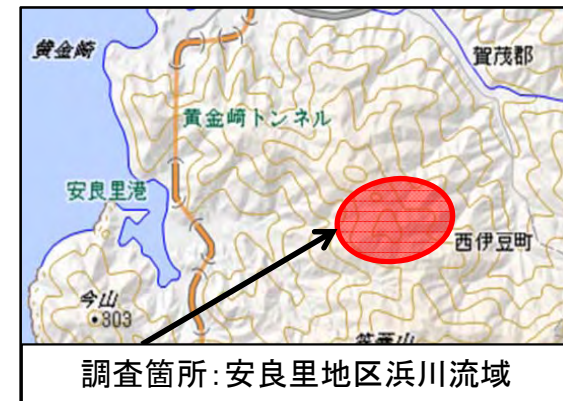 黄金崎
賀茂郡
黄金崎トンネル
安良里港
西伊豆町
今山
•303
調査箇所：安良里地区浜川流域